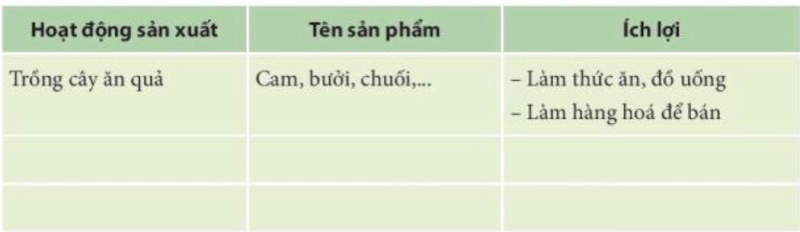 Hoạt động sản xuất Tên sản phẩm Ích lợi
Trồng cây ăn quả Cam, bưởi, chuối,... – Làm thức ăn, đồ uống
– Làm hàng hoá để bán